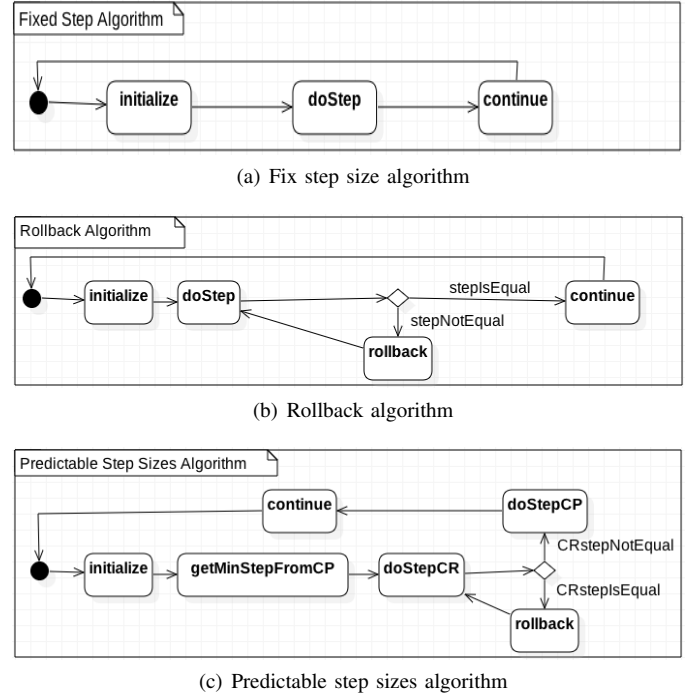 Fixed Step Algorithm
initialize
doStep
continue
(a) Fix step size algorithm
Rollback Algorithm
initialize
doStep
stepIsEqual
continue
stepNotEqual
rollback
(b) Rollback algorithm
Predictable Step Sizes Algorithm
continue
doStepCP
CRstepNotEqual
initialize
getMinStepFromCP
doStepCR
CRstepIsEqual
rollback
(c) Predictable step sizes algorithm